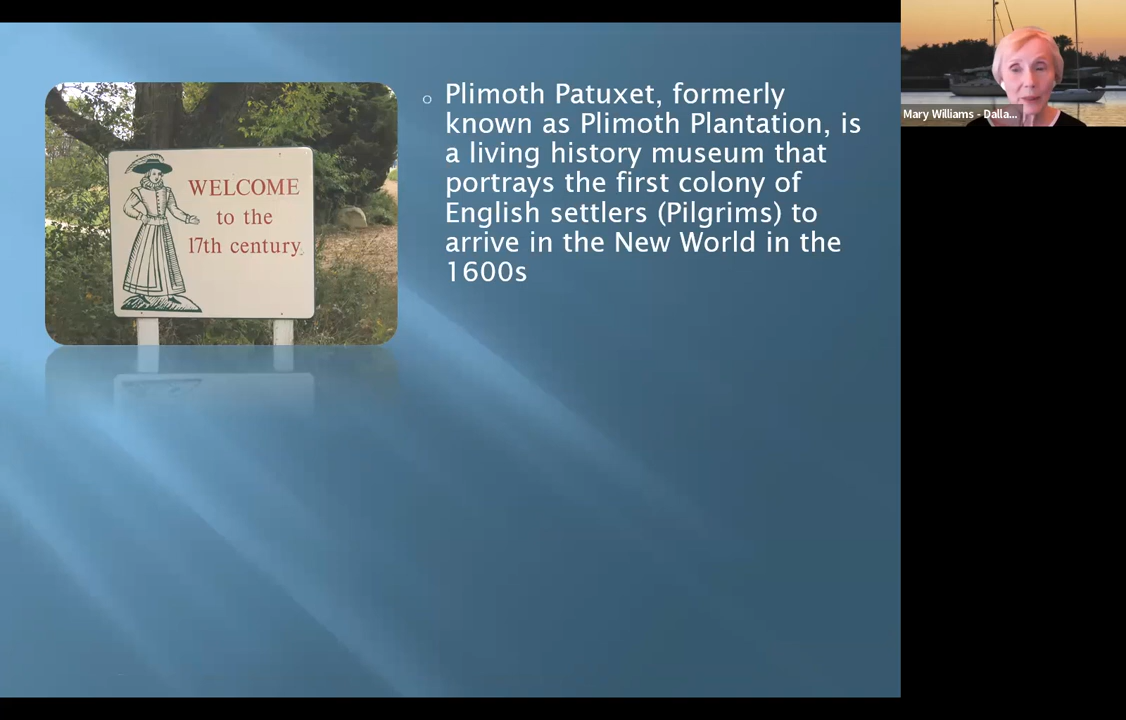 WELCOME
to the
17th century
Plimoth Patuxet, formerly
known as Plimoth Plantation, is
a living history museum that
portrays the first colony of
English settlers (Pilgrims) to
arrive in the New World in the
1600s
Mary Williams - Dalla...